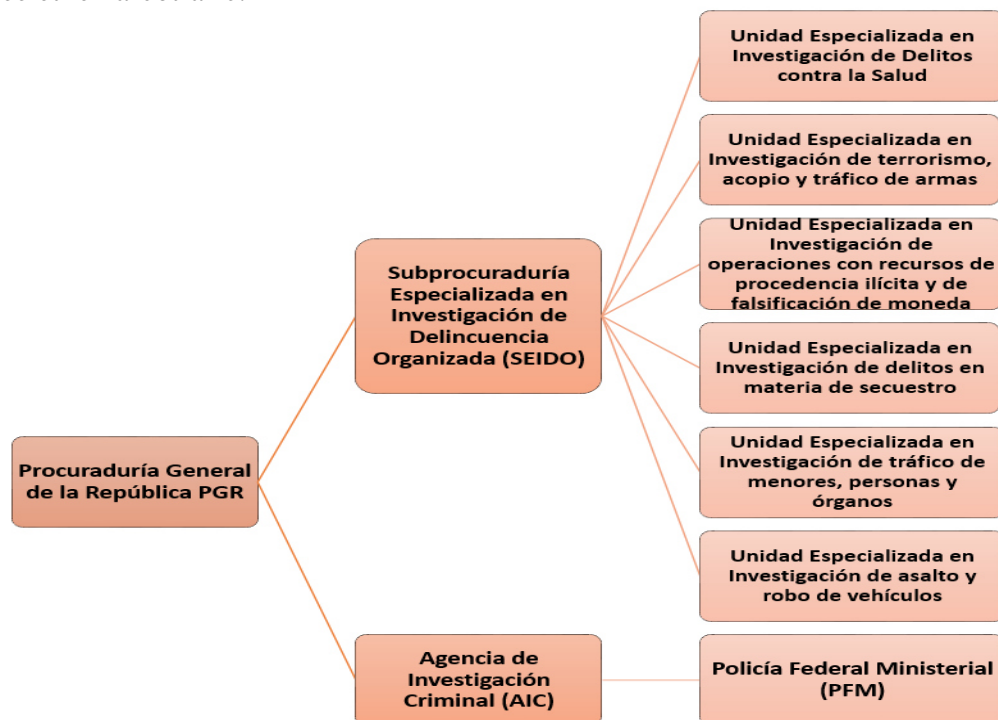 Unidad Especializada en
Investigación de Delitos
contra la Salud
Unidad Especializada en
Investigación de terrorismo,
acopio y tráfico de armas
Unidad Especializada en
Investigación de
operaciones con recursos de
procedencia ilícita y de
falsificación de moneda
Subprocuraduría
Especializada en
Investigación de
Delincuencia
Organizada (SEIDO)
Unidad Especializada en
Investigación de delitos en
materia de secuestro
Procuraduría General
de la República PGR
Unidad Especializada en
Investigación de tráfico de
menores, personas y
órganos
Unidad Especializada en
Investigación de asalto y
robo de vehículos
Agencia de
Investigación
Criminal (AIC)
Policía Federal Ministerial
(PFM)